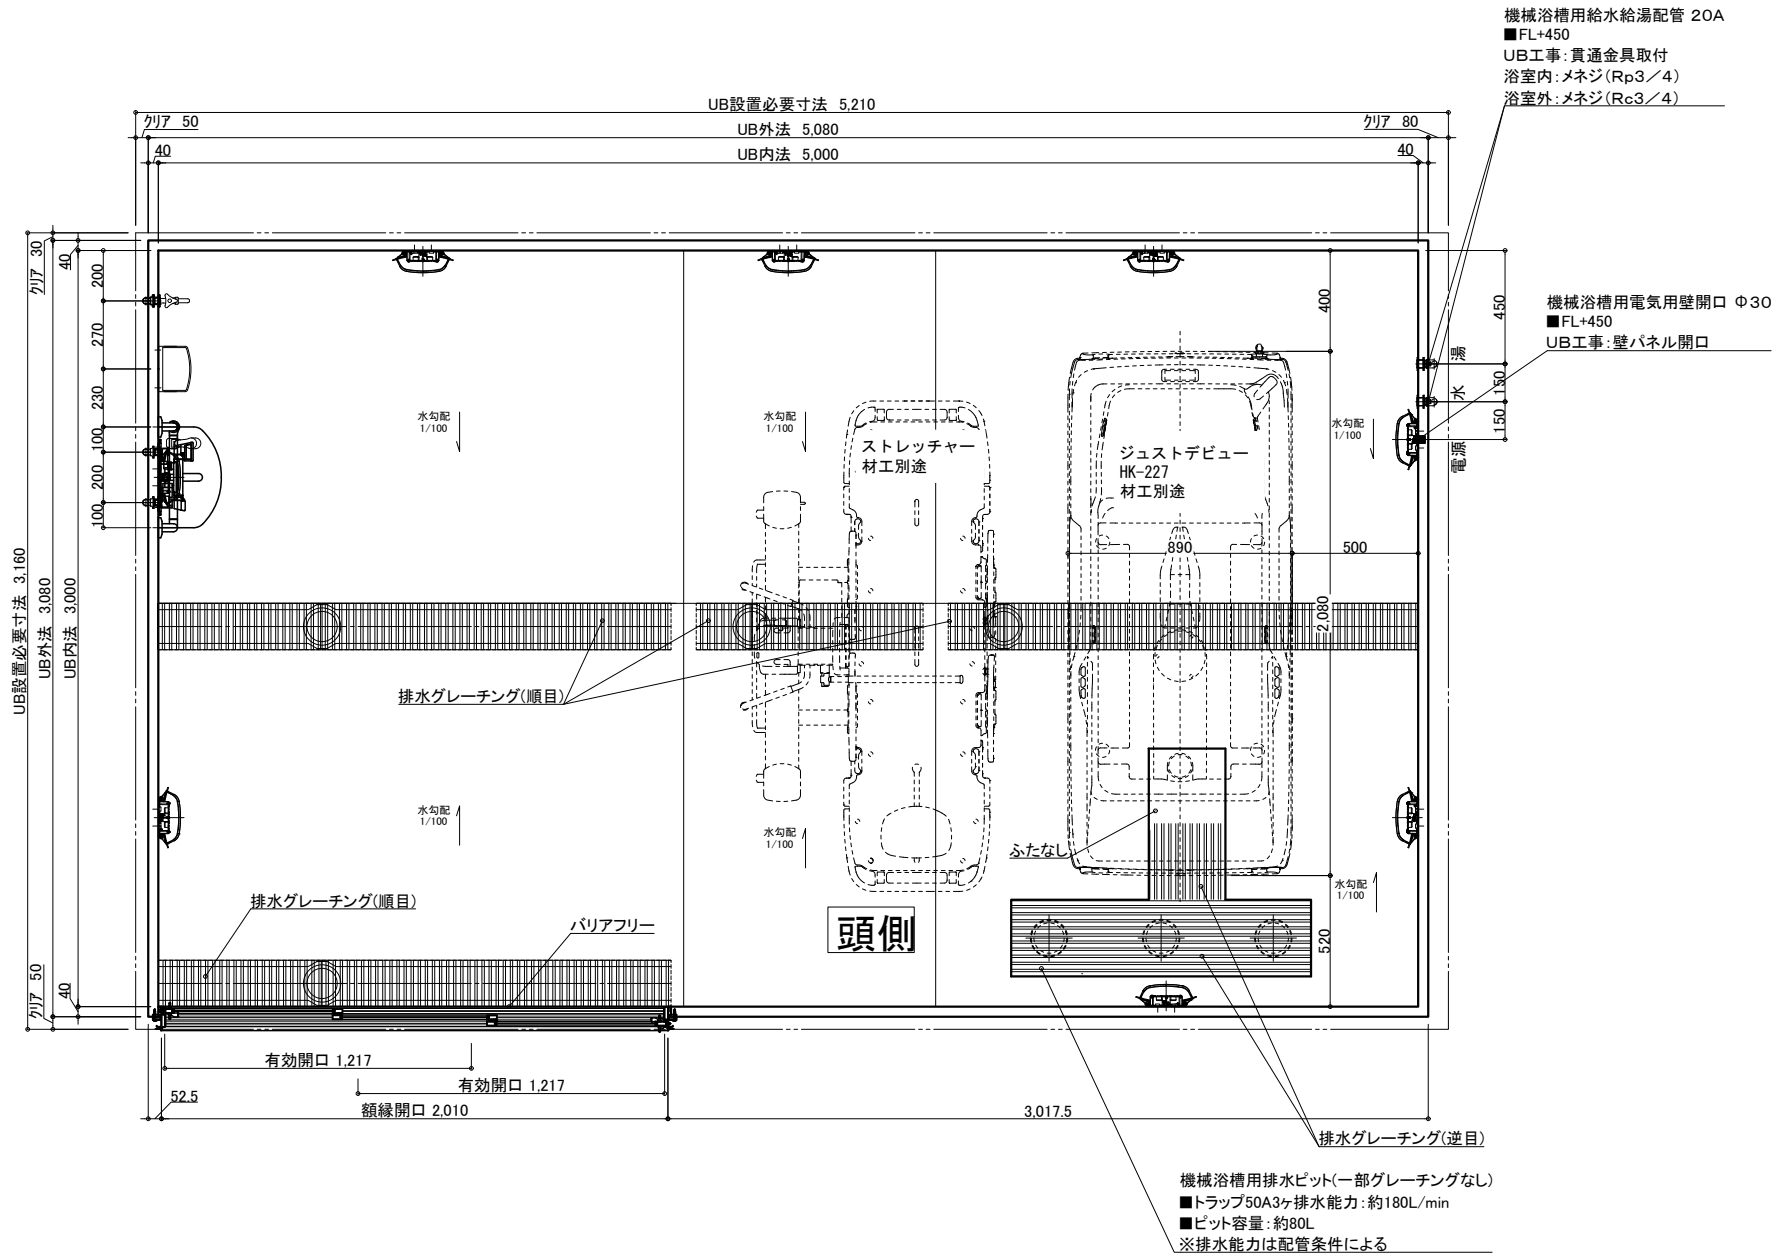 機械浴槽用給水給湯配管 20A
■FL+450
UB工事:貫通金具取付
浴室内:メネジ(Rp3/4)
浴室外:メネジ(Rc3/4)
UB設置必要寸法 5,210
クリア 50
UB外法 5,080
クリア 80
40
UB内法 5,000
40
クリア 30
40
200
270
230
100
200
100
UB設置必要寸法 3,160
UB外法 3,080
UB内法 3,000
クリア 50
40
400
450
湯
150
水
150
電源
機械浴槽用電気用壁開口 Φ30
■FL+450
UB工事:壁パネル開口
水勾配
1/100
水勾配
1/100
水勾配
1/100
ストレッチャー
材工別途
ジュストデビュー
HK-227
材工別途
890
500
2,080
排水グレーチング(順目)
水勾配
1/100
水勾配
1/100
ふたなし
水勾配
1/100
排水グレーチング(順目)
バリアフリー
頭側
520
有効開口 1,217
有効開口 1,217
52.5
額縁開口 2,010
3,017.5
排水グレーチング(逆目)
機械浴槽用排水ピット(一部グレーチングなし)
■トラップ50A3ヶ排水能力:約180L/min
■ピット容量:約80L
※排水能力は配管条件による